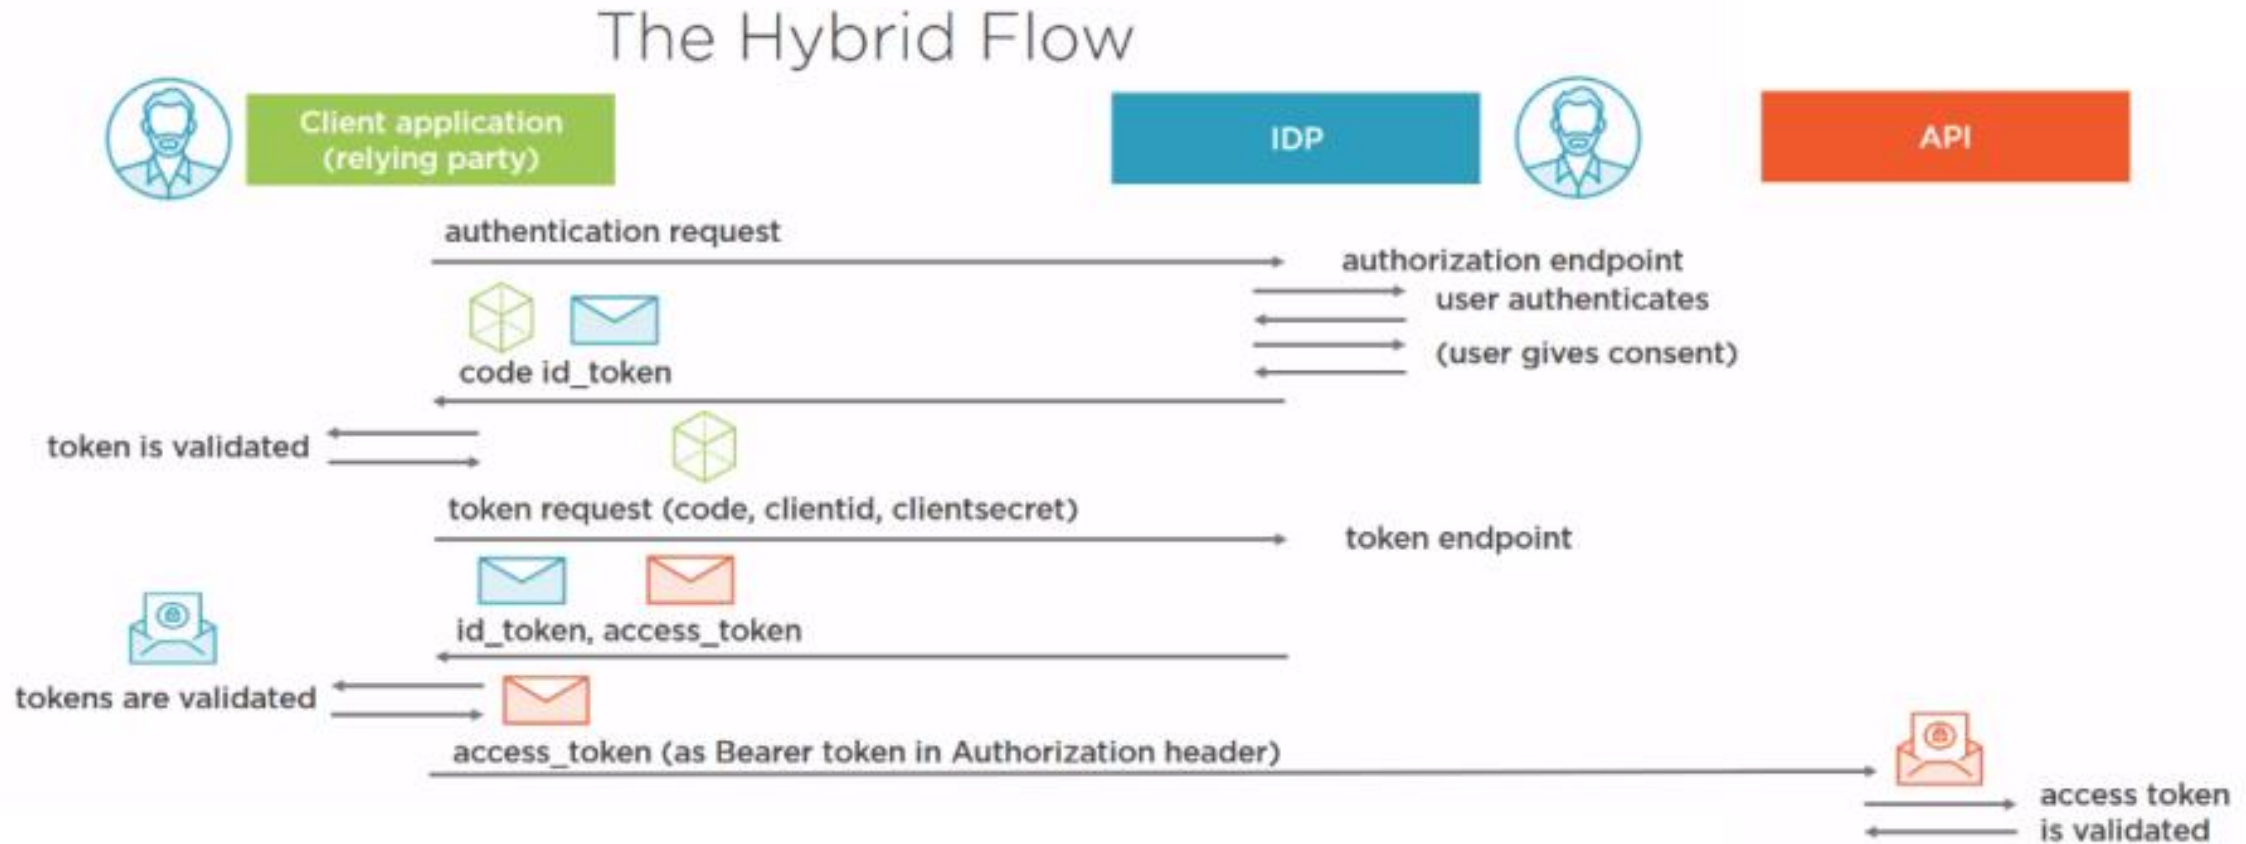 The Hybrid Flow
Client application
(relying party)
IDP
API
authentication request
authorization endpoint
user authenticates
(user gives consent)
code id_token
token is validated
token request (code, clientid, clientsecret)
token endpoint
id_token, access_token
tokens are validated
access_token (as Bearer token in Authorization header)
access token
is validated